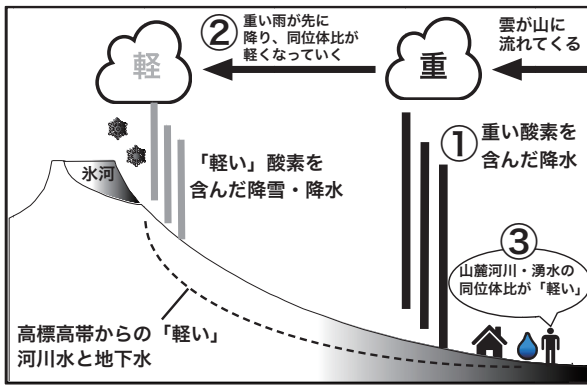 雲が山に
流れてくる
重
①
重い酸素を
含んだ降水
②
重い雨が先に
降り、同位体比が
軽くなっていく
軽
「軽い」酸素を
含んだ降雪・降水
氷河
高標高帯からの「軽い」
河川水と地下水
③
山麓河川・湧水の
同位体比が「軽い」